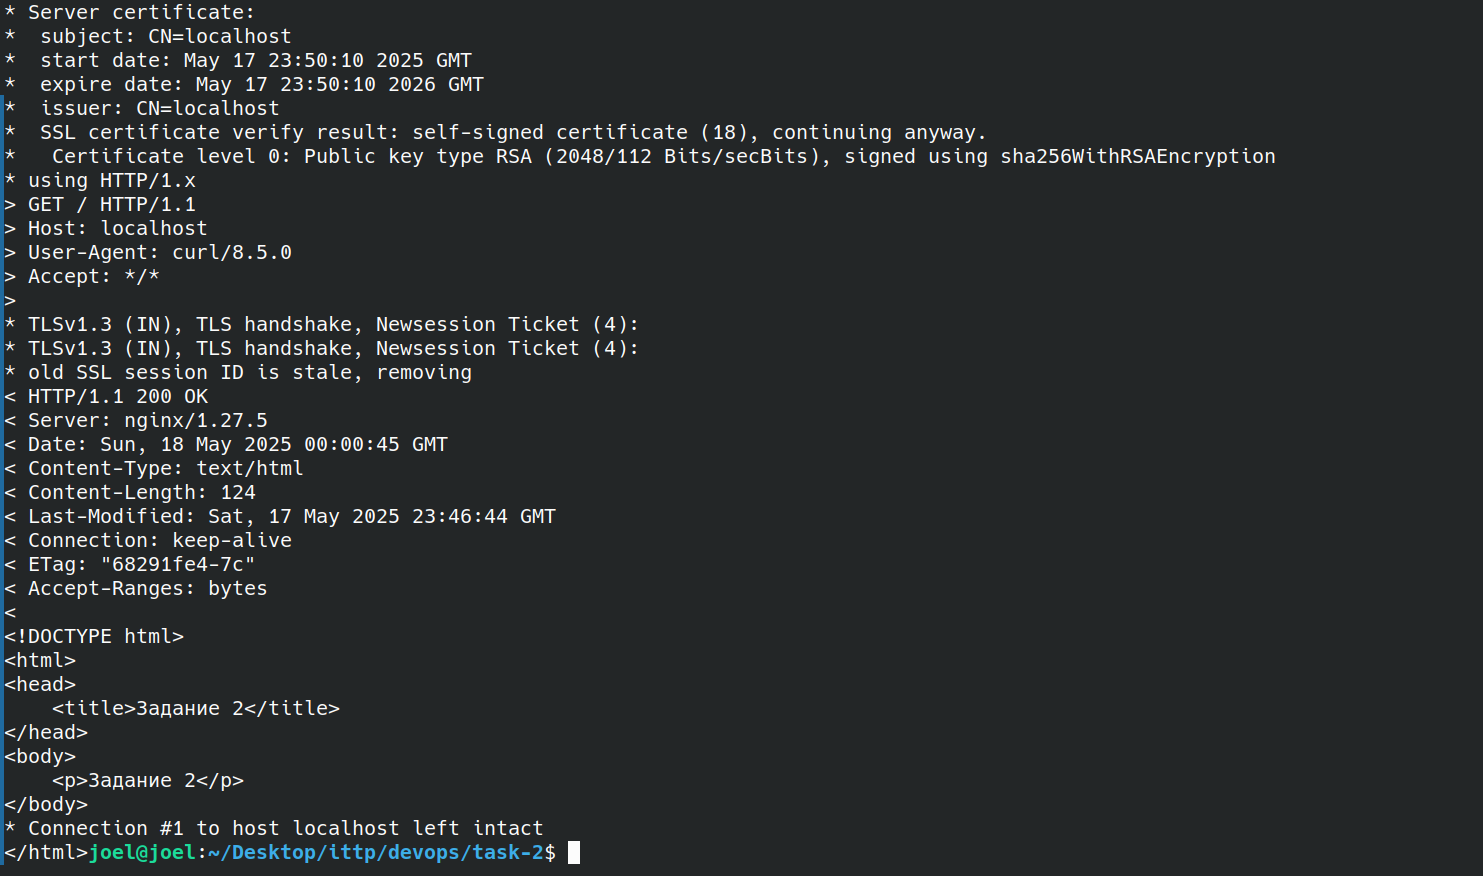 * Server certificate:
*  subject: CN=localhost
*  start date: May 17 23:50:10 2025 GMT
*  expire date: May 17 23:50:10 2026 GMT
*  issuer: CN=localhost
*  SSL certificate verify result: self-signed certificate (18), continuing anyway.
*   Certificate level 0: Public key type RSA (2048/112 Bits/secBits), signed using sha256WithRSAEncryption
* using HTTP/1.x
> GET / HTTP/1.1
> Host: localhost
> User-Agent: curl/8.5.0
> Accept: */*
>
* TLSv1.3 (IN), TLS handshake, Newsession Ticket (4):
* TLSv1.3 (IN), TLS handshake, Newsession Ticket (4):
* old SSL session ID is stale, removing
< HTTP/1.1 200 OK
< Server: nginx/1.27.5
< Date: Sun, 18 May 2025 00:00:45 GMT
< Content-Type: text/html
< Content-Length: 124
< Last-Modified: Sat, 17 May 2025 23:46:44 GMT
< Connection: keep-alive
< ETag: "68291fe4-7c"
< Accept-Ranges: bytes
<
<!DOCTYPE html>
<html>
<head>
    <title>Задание 2</title>
</head>
<body>
    <p>Задание 2</p>
</body>
* Connection #1 to host localhost left intact
</html>joel@joel:~/Desktop/ittp/devops/task-2$